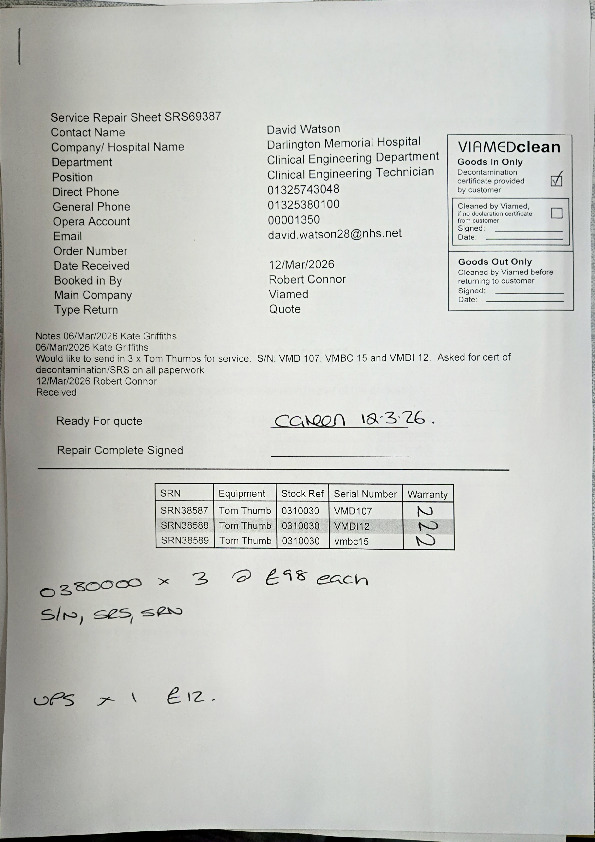 Service Repair Sheet SRS69387
Contact Name David Watson
Company/ Hospital Name Darlington Memorial Hospital
Department Clinical Engineering Department
Position Clinical Engineering Technician
Direct Phone 01325743048
General Phone 01325380100
Opera Account 00001350
Email david.watson28@nhs.net
Order Number
Date Received 12/Mar/2026
Booked in By Robert Connor
Main Company Viamed
Type Return Quote
VIAMEDclean
Goods In Only
Decontamination
certificate provided
by customer
Cleaned by Viamed,
if no declaration certificate
from customer
Signed:
Date:
Goods Out Only
Cleaned by Viamed before
returning to customer
Signed:
Date:
Notes 06/Mar/2026 Kate Griffiths
06/Mar/2026 Kate Griffiths
Would like to send in 3 x Tom Thumbs for service. S/N: VMD 107, VMBC 15 and VMDI 12. Asked for cert of
decontamination/SRS on all paperwork
12/Mar/2026 Robert Connor
Received
Ready For quote 12.3.26.
Repair Complete Signed
SRN Equipment Stock Ref Serial Number Warranty
SRN38587 Tom Thumb 0310030 VMD107 N
SRN38588 Tom Thumb 0310030 VMDI12 N
SRN38589 Tom Thumb 0310030 vmbc15 N
0380000 x 3 @ £98 each
S/N, SRS, SRN
UPS x 1 £12.